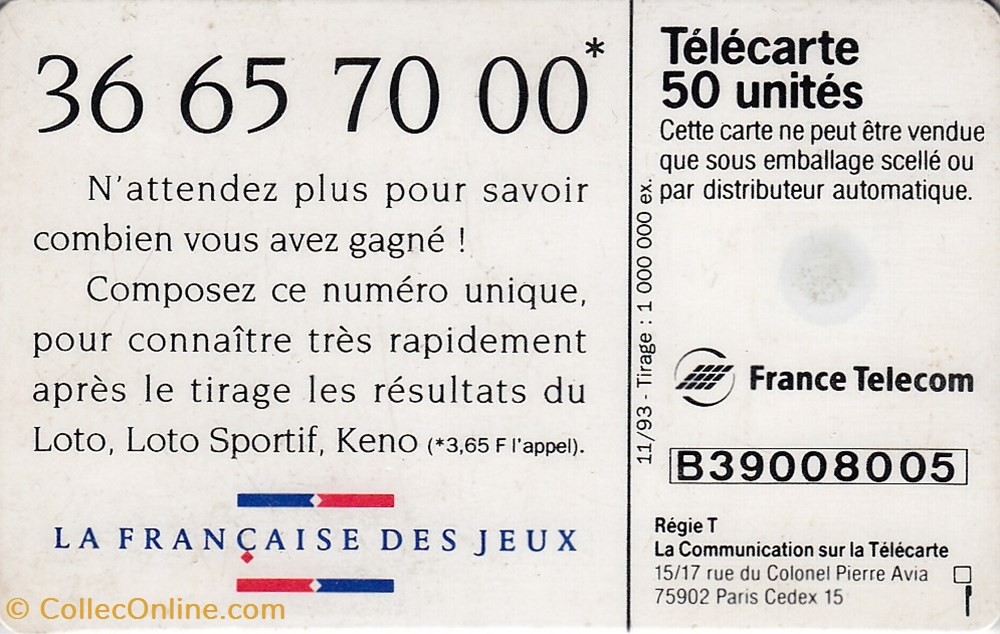 36 65 70 00*
N'attendez plus pour savoir
combien vous avez gagné !
Composez ce numéro unique,
pour connaître très rapidement
après le tirage les résultats du
Loto, Loto Sportif, Keno (*3,65 F l'appel).
LA FRANÇAISE DES JEUX
11/93 - Tirage : 1 000 000 ex.
Télécarte
50 unités
Cette carte ne peut être vendue
que sous emballage scellé ou
par distributeur automatique.
France Telecom
B39008005
Régie T
La Communication sur la Télécarte
15/17 rue du Colonel Pierre Avia
75902 Paris Cedex 15
© CollecOnline.com